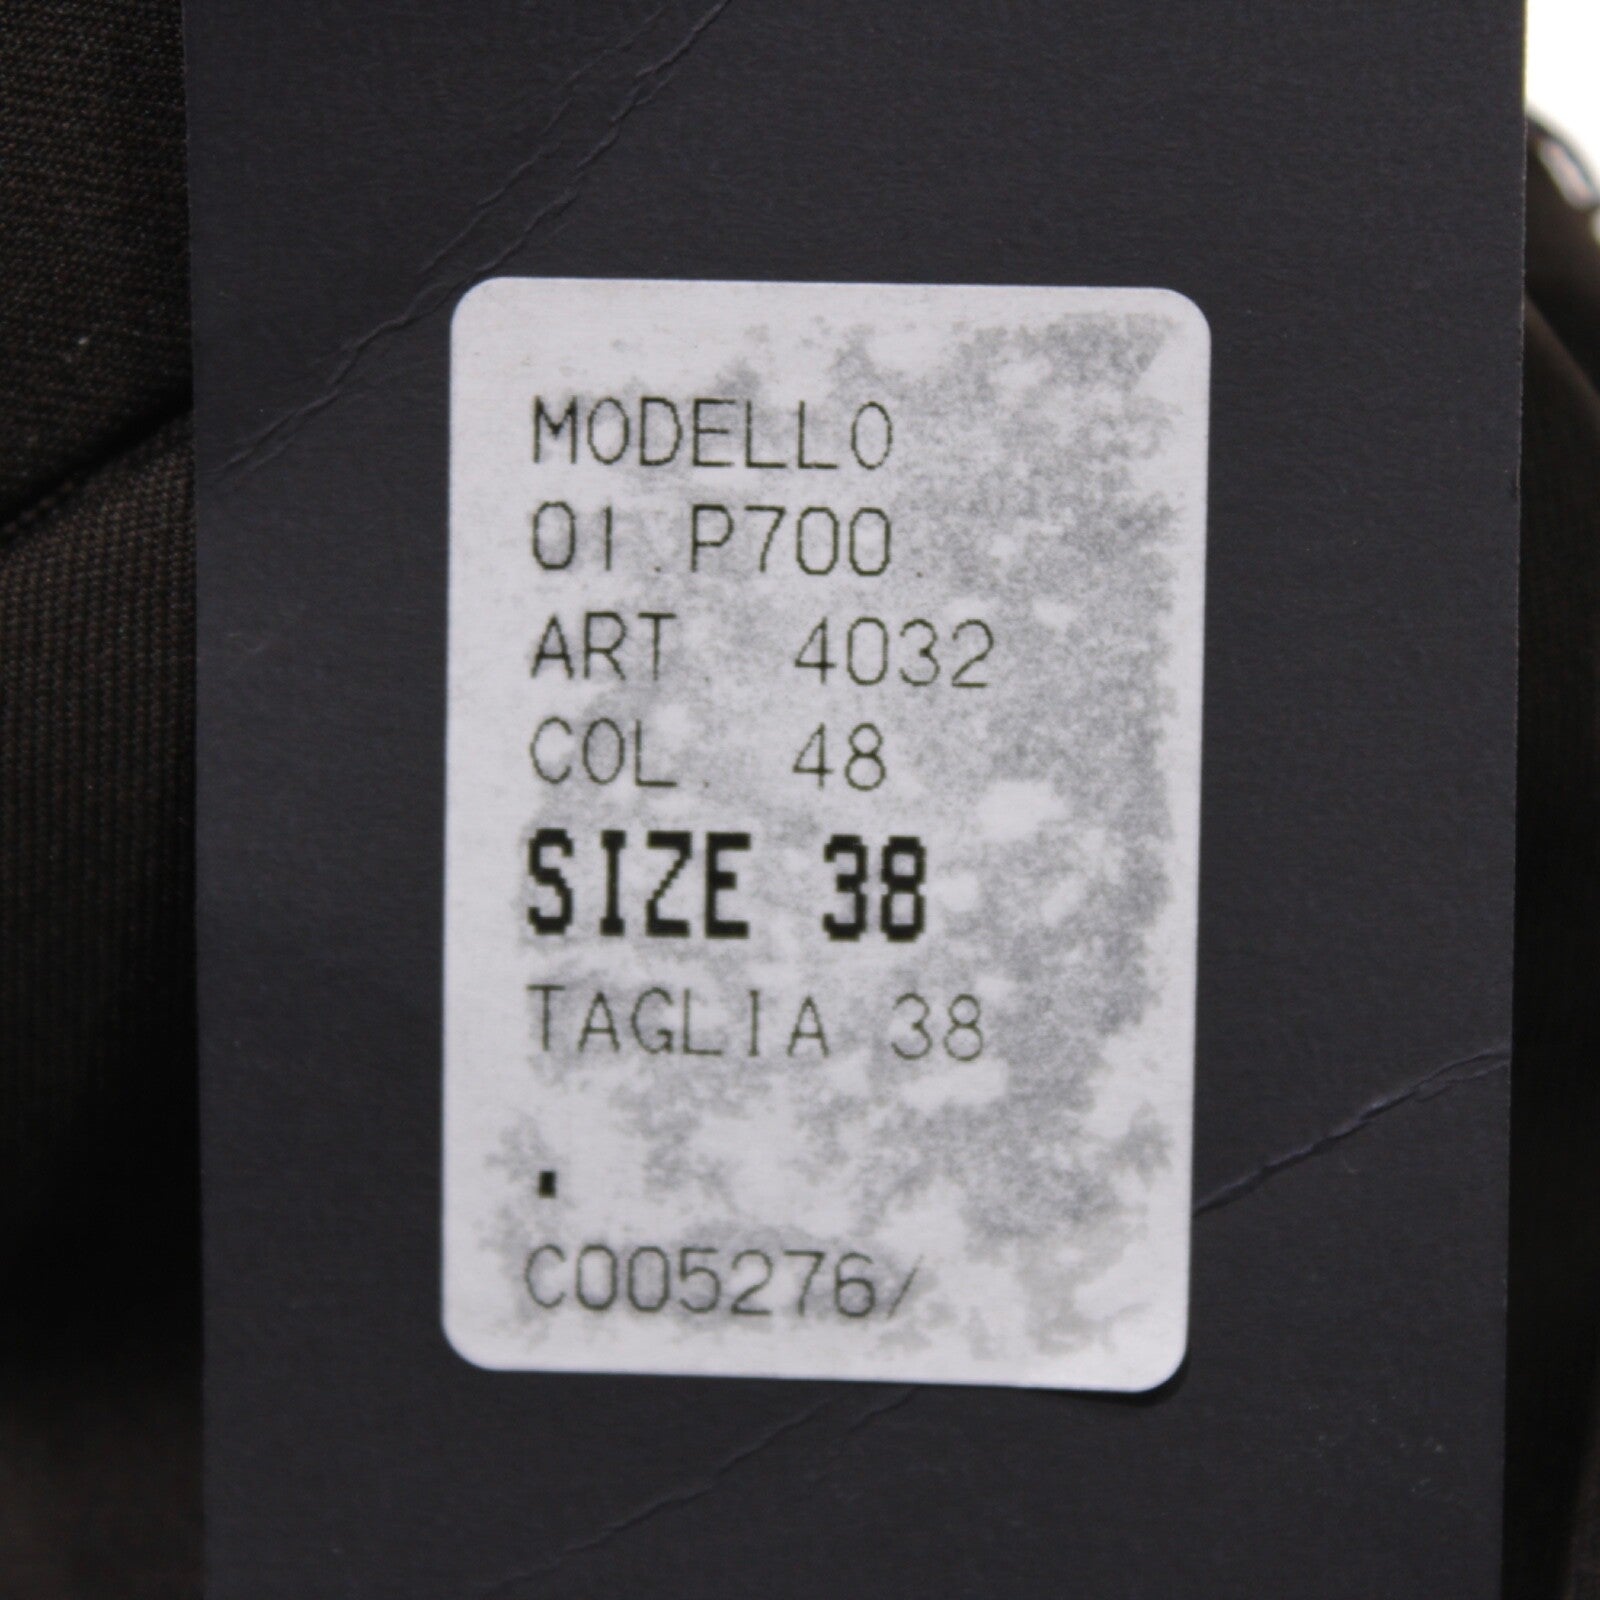 MODELLO
01.P700
ART 4032
COL. 48
SIZE 38
TAGLIA 38
.
C005276/